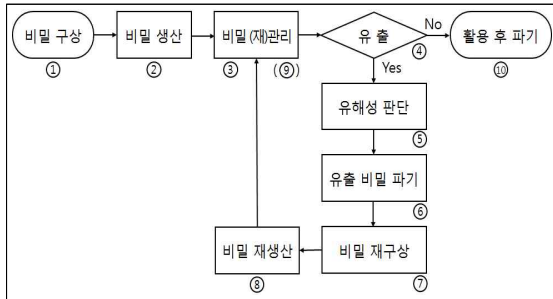 비밀 구상
①
비밀 생산
②
비밀 (재)관리
③ (⑨)
유 출
④
No
활용 후 파기
⑩
Yes
유해성 판단
⑤
유출 비밀 파기
⑥
비밀 재구상
⑦
비밀 재생산
⑧